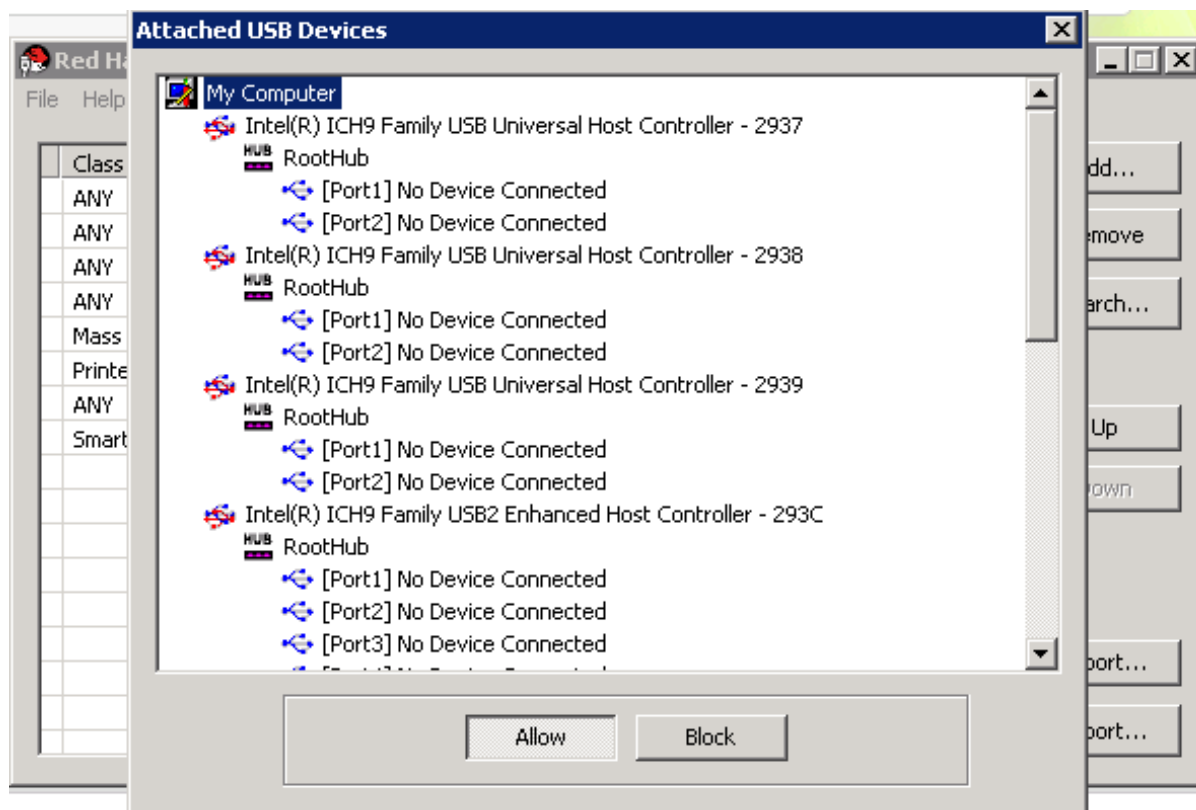 Attached USB Devices
Red Ha
File Help
My Computer
Intel(R) ICH9 Family USB Universal Host Controller - 2937
HUB RootHub
[Port1] No Device Connected
[Port2] No Device Connected
Intel(R) ICH9 Family USB Universal Host Controller - 2938
HUB RootHub
[Port1] No Device Connected
[Port2] No Device Connected
Intel(R) ICH9 Family USB Universal Host Controller - 2939
HUB RootHub
[Port1] No Device Connected
[Port2] No Device Connected
Intel(R) ICH9 Family USB2 Enhanced Host Controller - 293C
HUB RootHub
[Port1] No Device Connected
[Port2] No Device Connected
[Port3] No Device Connected
Allow Block
Class
ANY
ANY
ANY
ANY
Mass
Printe
ANY
Smart
dd...
emove
arch...
Up
own
port...
port...